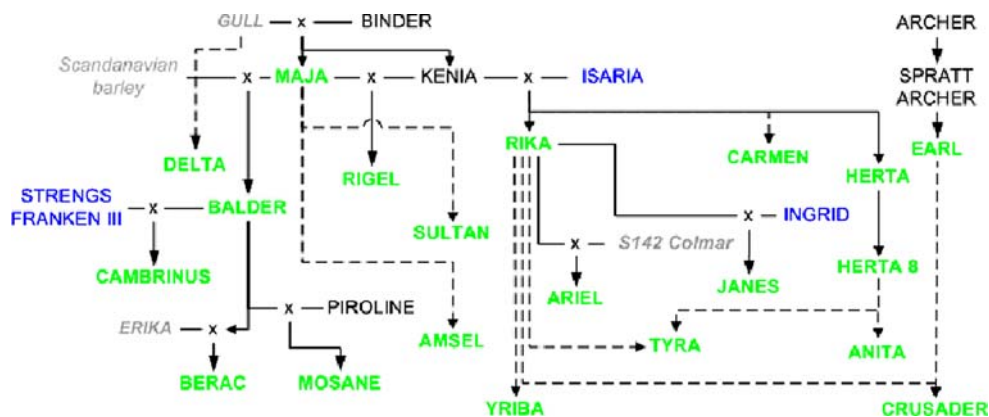 GULL x BINDER
ARCHER
Scandanavian
barley
x MAJA x KENIA x ISARIA
SPRATT
ARCHER
DELTA
RIGEL
RIKA
CARMEN
HERTA
EARL
STRENGS
FRANKEN III
x BALDER
SULTAN
x INGRID
S142 Colmar
x
CAMBRINUS
ARIEL
JANES
HERTA 8
ERIKA x
x PIROLINE
AMSEL
TYRA
ANITA
BERAC
MOSANE
YRIBA
CRUSADER